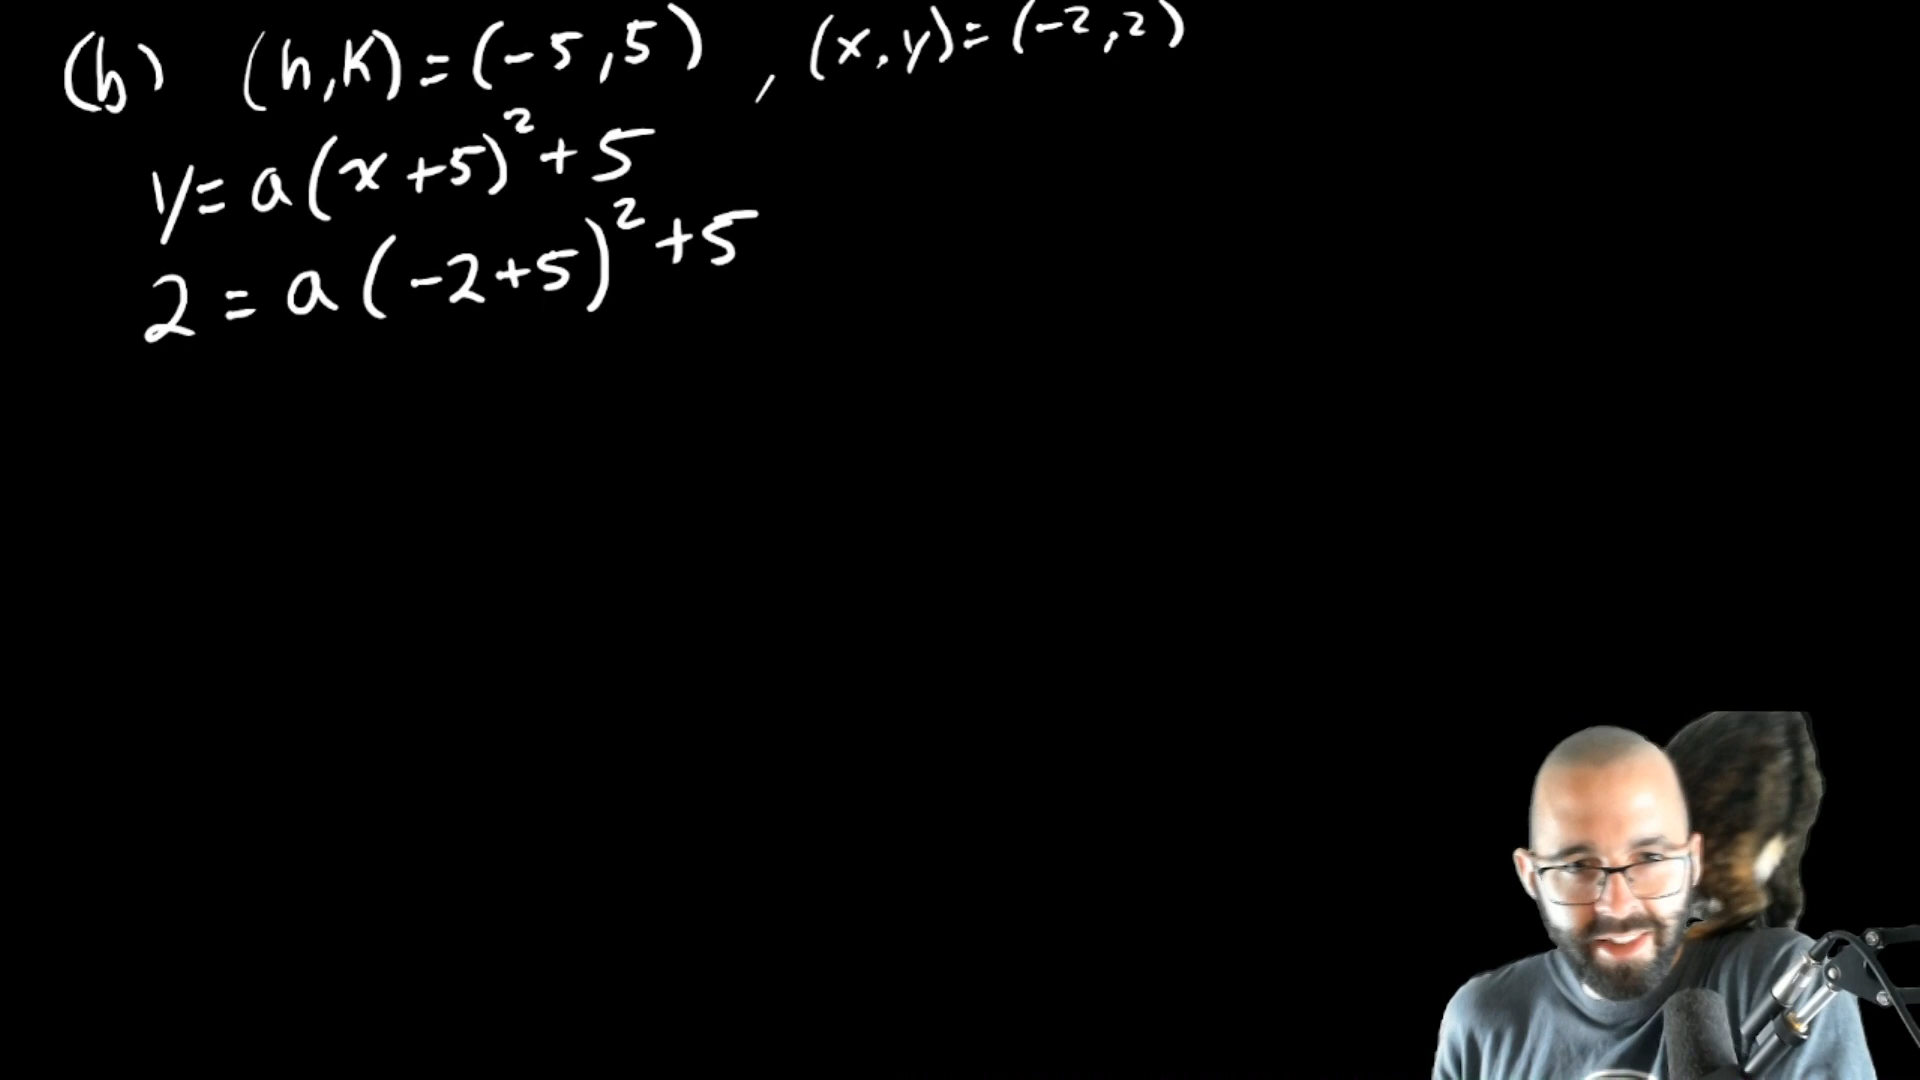 (b) (h,k)=(-5,5) , (x,y)=(-2,2)
y=a(x+5)²+5
2=a(-2+5)²+5